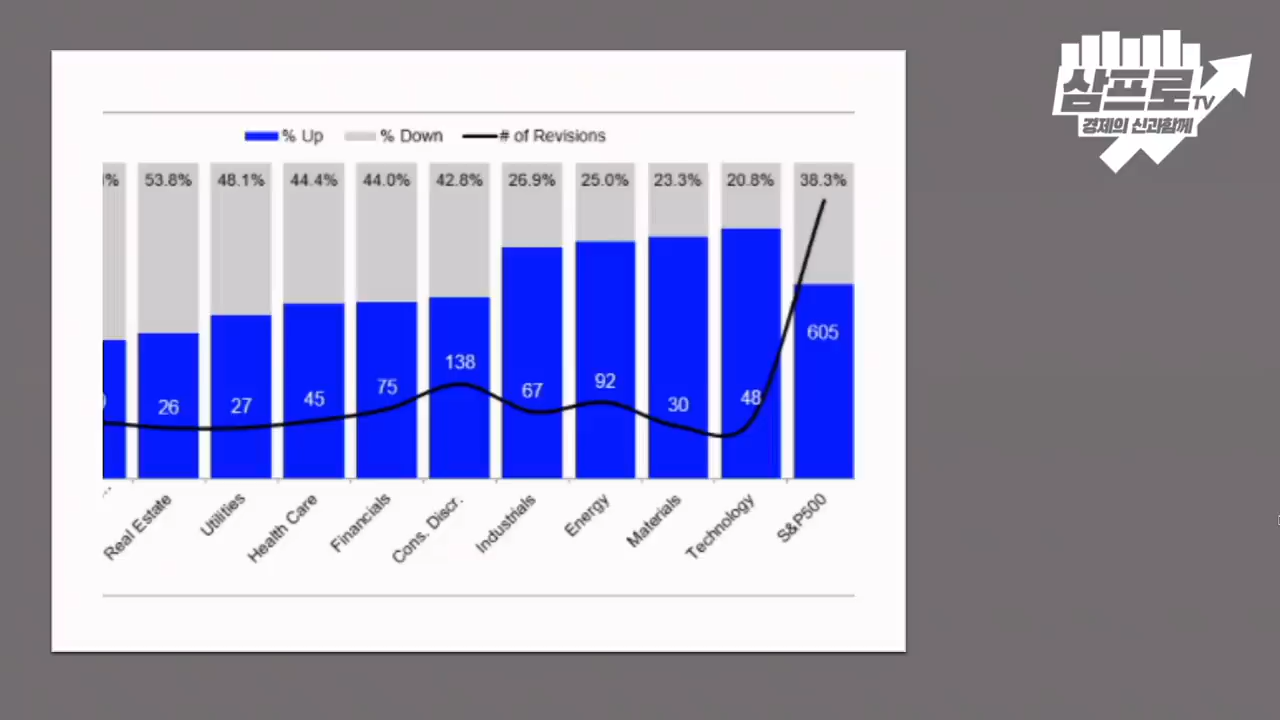 삼프로TV
경제의 신과함께
% Up % Down # of Revisions
% 53.8% 48.1% 44.4% 44.0% 42.8% 26.9% 25.0% 23.3% 20.8% 38.3%
26 27 45 75 138 67 92 30 48 605
Real Estate Utilities Health Care Financials Cons. Discr. Industrials Energy Materials Technology S&P500